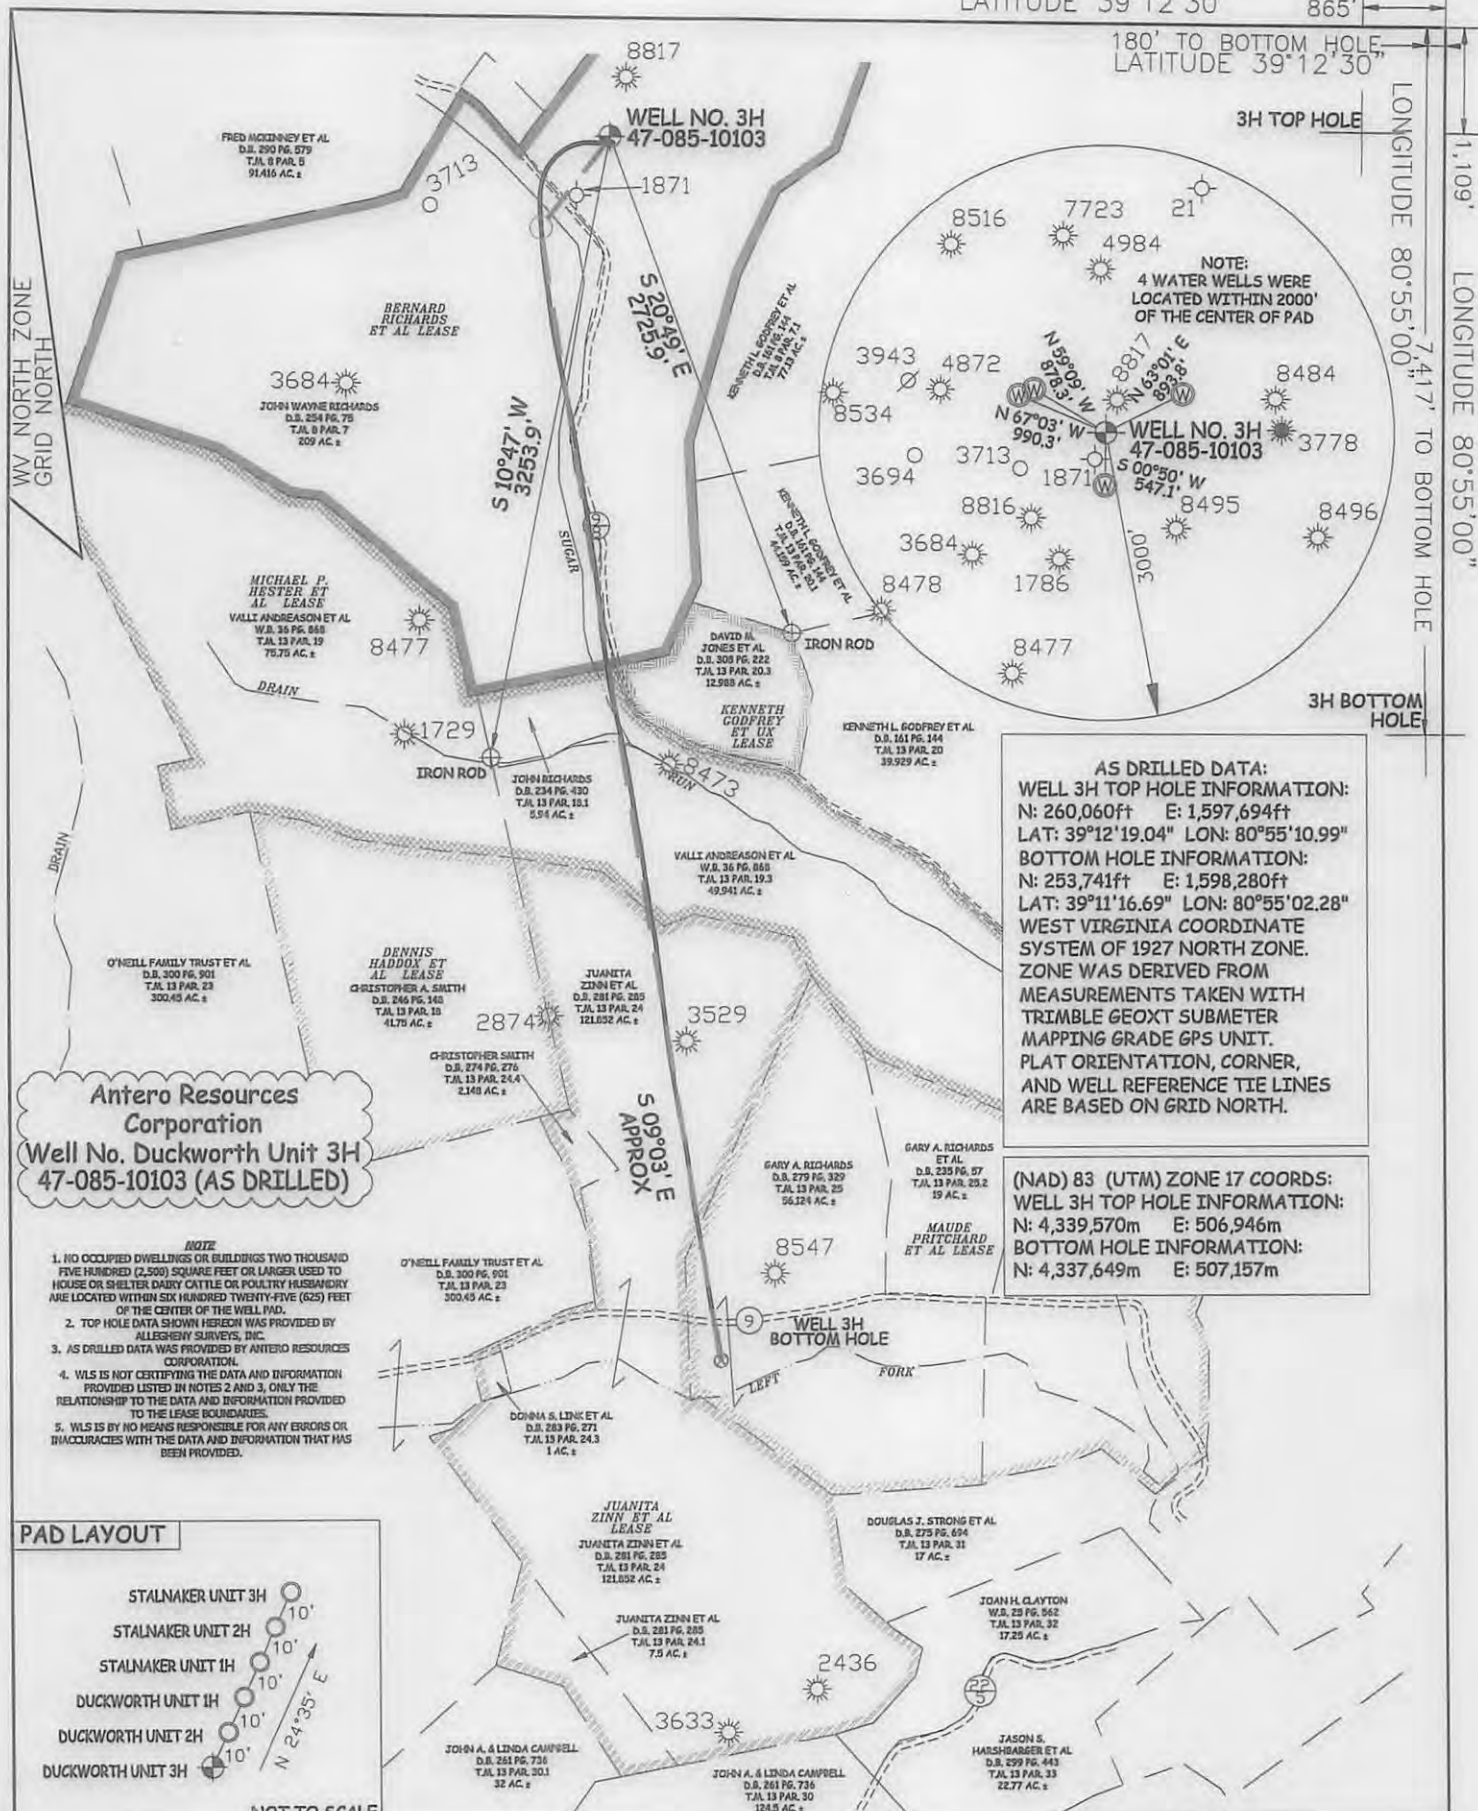 LATITUDE 39°12'30"
865'
180' TO BOTTOM HOLE
LATITUDE 39°12'30"
3H TOP HOLE
LONGITUDE 80°55'00"
1,109'
LONGITUDE 80°55'00"
7,417' TO BOTTOM HOLE
3H BOTTOM
HOLE
WV NORTH ZONE
GRID NORTH
8817
WELL NO. 3H
47-085-10103
FRED MCKINNEY ET AL
D.B. 290 PG. 579
T.M. 8 PAR. 5
91.416 AC. ±
3713
1871
BERNARD
RICHARDS
ET AL LEASE
S 20°49' E
2725.9'
KENNETH L. GODFREY ET AL
D.B. 161 PG. 144
T.M. 8 PAR. 7.1
77.13 AC. ±
3684
JOHN WAYNE RICHARDS
D.B. 254 PG. 75
T.M. 8 PAR. 7
209 AC. ±
S 10°47' W
3253.9'
SUGAR
9
KENNETH L. GODFREY ET AL
D.B. 161 PG. 144
T.M. 13 PAR. 20.1
MICHAEL P.
HESTER ET
AL LEASE
VALLI ANDREASON ET AL
W.B. 36 PG. 868
T.M. 13 PAR. 19
75.75 AC. ±
8477
DRAIN
DAVID M.
JONES ET AL
D.B. 305 PG. 222
T.M. 13 PAR. 20.3
12.988 AC. ±
IRON ROD
KENNETH
GODFREY
ET UX
LEASE
KENNETH L. GODFREY ET AL
D.B. 161 PG. 144
T.M. 13 PAR. 20
39.929 AC. ±
1729
IRON ROD
JOHN RICHARDS
D.B. 234 PG. 430
T.M. 13 PAR. 18.1
5.94 AC. ±
8473
RUN
DRAIN
VALLI ANDREASON ET AL
W.B. 36 PG. 868
T.M. 13 PAR. 19.3
49.941 AC. ±
8516
7723
21
4984
NOTE:
4 WATER WELLS WERE
LOCATED WITHIN 2000'
OF THE CENTER OF PAD
3943
4872
8534
N 59°09' W
878.3'
8817
N 63°01' E
893.8'
8484
W
W
W
N 67°03' W
990.3'
WELL NO. 3H
47-085-10103
3778
3694
3713
1871
S 00°50' W
547.1'
W
8816
8495
8496
3684
1786
8478
3000'
8477
AS DRILLED DATA:
WELL 3H TOP HOLE INFORMATION:
N: 260,060ft E: 1,597,694ft
LAT: 39°12'19.04" LON: 80°55'10.99"
BOTTOM HOLE INFORMATION:
N: 253,741ft E: 1,598,280ft
LAT: 39°11'16.69" LON: 80°55'02.28"
WEST VIRGINIA COORDINATE
SYSTEM OF 1927 NORTH ZONE.
ZONE WAS DERIVED FROM
MEASUREMENTS TAKEN WITH
TRIMBLE GEOXT SUBMETER
MAPPING GRADE GPS UNIT.
PLAT ORIENTATION, CORNER,
AND WELL REFERENCE TIE LINES
ARE BASED ON GRID NORTH.
(NAD) 83 (UTM) ZONE 17 COORDS:
WELL 3H TOP HOLE INFORMATION:
N: 4,339,570m E: 506,946m
BOTTOM HOLE INFORMATION:
N: 4,337,649m E: 507,157m
O'NEILL FAMILY TRUST ET AL
D.B. 300 PG. 901
T.M. 13 PAR. 23
300.45 AC. ±
DENNIS
HADDOX ET
AL LEASE
CHRISTOPHER A. SMITH
D.B. 246 PG. 148
T.M. 13 PAR. 18
41.75 AC. ±
JUANITA
ZINN ET AL
D.B. 281 PG. 285
T.M. 13 PAR. 24
121.852 AC. ±
2874
3529
CHRISTOPHER SMITH
D.B. 274 PG. 276
T.M. 13 PAR. 24.4
2.148 AC. ±
Antero Resources
Corporation
Well No. Duckworth Unit 3H
47-085-10103 (AS DRILLED)
S 09°03' E
APPROX
GARY A. RICHARDS
D.B. 279 PG. 329
T.M. 13 PAR. 25
56.124 AC. ±
GARY A. RICHARDS
ET AL
D.B. 235 PG. 57
T.M. 13 PAR. 25.2
19 AC. ±
MAUDE
PRITCHARD
ET AL LEASE
8547
NOTE
1. NO OCCUPIED DWELLINGS OR BUILDINGS TWO THOUSAND
FIVE HUNDRED (2,500) SQUARE FEET OR LARGER USED TO
HOUSE OR SHELTER DAIRY CATTLE OR POULTRY HUSBANDRY
ARE LOCATED WITHIN SIX HUNDRED TWENTY-FIVE (625) FEET
OF THE CENTER OF THE WELL PAD.
2. TOP HOLE DATA SHOWN HEREON WAS PROVIDED BY
ALLEGHENY SURVEYS, INC.
3. AS DRILLED DATA WAS PROVIDED BY ANTERO RESOURCES
CORPORATION.
4. WLS IS NOT CERTIFYING THE DATA AND INFORMATION
PROVIDED LISTED IN NOTES 2 AND 3, ONLY THE
RELATIONSHIP TO THE DATA AND INFORMATION PROVIDED
TO THE LEASE BOUNDARIES.
5. WLS IS BY NO MEANS RESPONSIBLE FOR ANY ERRORS OR
INACCURACIES WITH THE DATA AND INFORMATION THAT HAS
BEEN PROVIDED.
O'NEILL FAMILY TRUST ET AL
D.B. 300 PG. 901
T.M. 13 PAR. 23
300.45 AC. ±
9
WELL 3H
BOTTOM HOLE
LEFT
FORK
DONNA S. LINK ET AL
D.B. 283 PG. 271
T.M. 13 PAR. 24.3
1 AC. ±
JUANITA
ZINN ET AL
LEASE
JUANITA ZINN ET AL
D.B. 281 PG. 285
T.M. 13 PAR. 24
121.852 AC. ±
DOUGLAS J. STRONG ET AL
D.B. 275 PG. 694
T.M. 13 PAR. 31
17 AC. ±
JUANITA ZINN ET AL
D.B. 281 PG. 285
T.M. 13 PAR. 24.1
7.5 AC. ±
JOAN H. CLAYTON
W.B. 25 PG. 562
T.M. 13 PAR. 32
17.25 AC. ±
2436
22
5
3633
JOHN A. & LINDA CAMPBELL
D.B. 261 PG. 736
T.M. 13 PAR. 30.1
32 AC. ±
JOHN A. & LINDA CAMPBELL
D.B. 261 PG. 736
T.M. 13 PAR. 30
124.5 AC. ±
JASON S.
HARSHBARGER ET AL
D.B. 299 PG. 443
T.M. 13 PAR. 33
22.77 AC. ±
PAD LAYOUT
STALNAKER UNIT 3H
10'
STALNAKER UNIT 2H
10'
STALNAKER UNIT 1H
10'
DUCKWORTH UNIT 1H
10'
DUCKWORTH UNIT 2H
10'
DUCKWORTH UNIT 3H
N 24°35' E
NOT TO SCALE